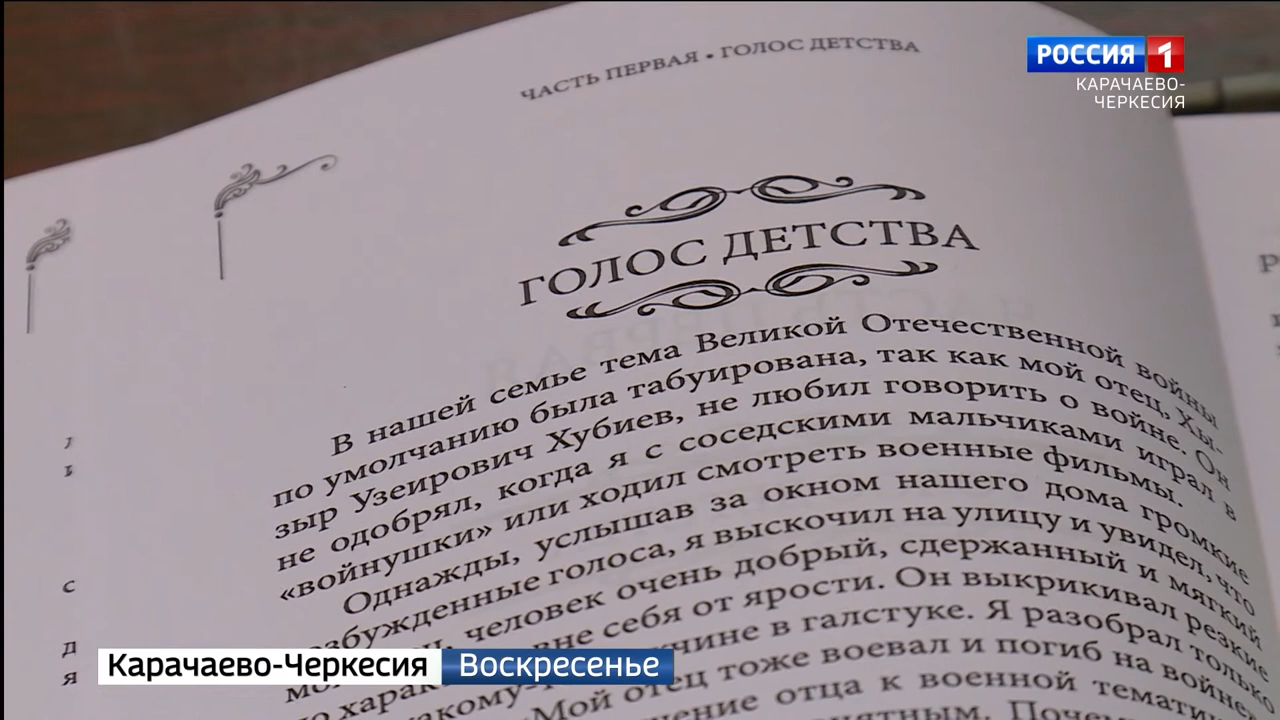 ЧАСТЬ ПЕРВАЯ • ГОЛОС ДЕТСТВА
РОССИЯ 1
КАРАЧАЕВО-
ЧЕРКЕСИЯ
ГОЛОС ДЕТСТВА
В нашей семье тема Великой Отечественной войны
по умолчанию была табуирована, так как мой отец, Хы-
зыр Узеирович Хубиев, не любил говорить о войне. Он
не одобрял, когда я с соседскими мальчиками играл в
«войнушки» или ходил смотреть военные фильмы.
Однажды, услышав за окном нашего дома громкие
возбужденные голоса, я выскочил на улицу и увидел, что
человек очень добрый, сдержанный и мягкий
вне себя от ярости. Он выкрикивал резкие
в галстуке. Я разобрал только
«Мой отец тоже воевал и погиб на войне
отца к военной
Карачаево-Черкесия Воскресенье